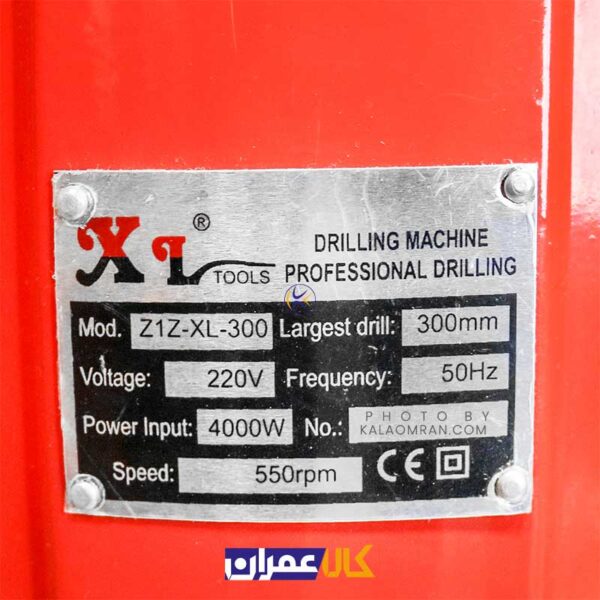 XL ® TOOLS
DRILLING MACHINE
PROFESSIONAL DRILLING
Mod. Z1Z-XL-300 Largest drill: 300mm
Voltage: 220V Frequency: 50Hz
Power Input: 4000W No.: PHOTO BY
KALAOMRAN.COM
Speed: 550rpm CE
کالا عمران